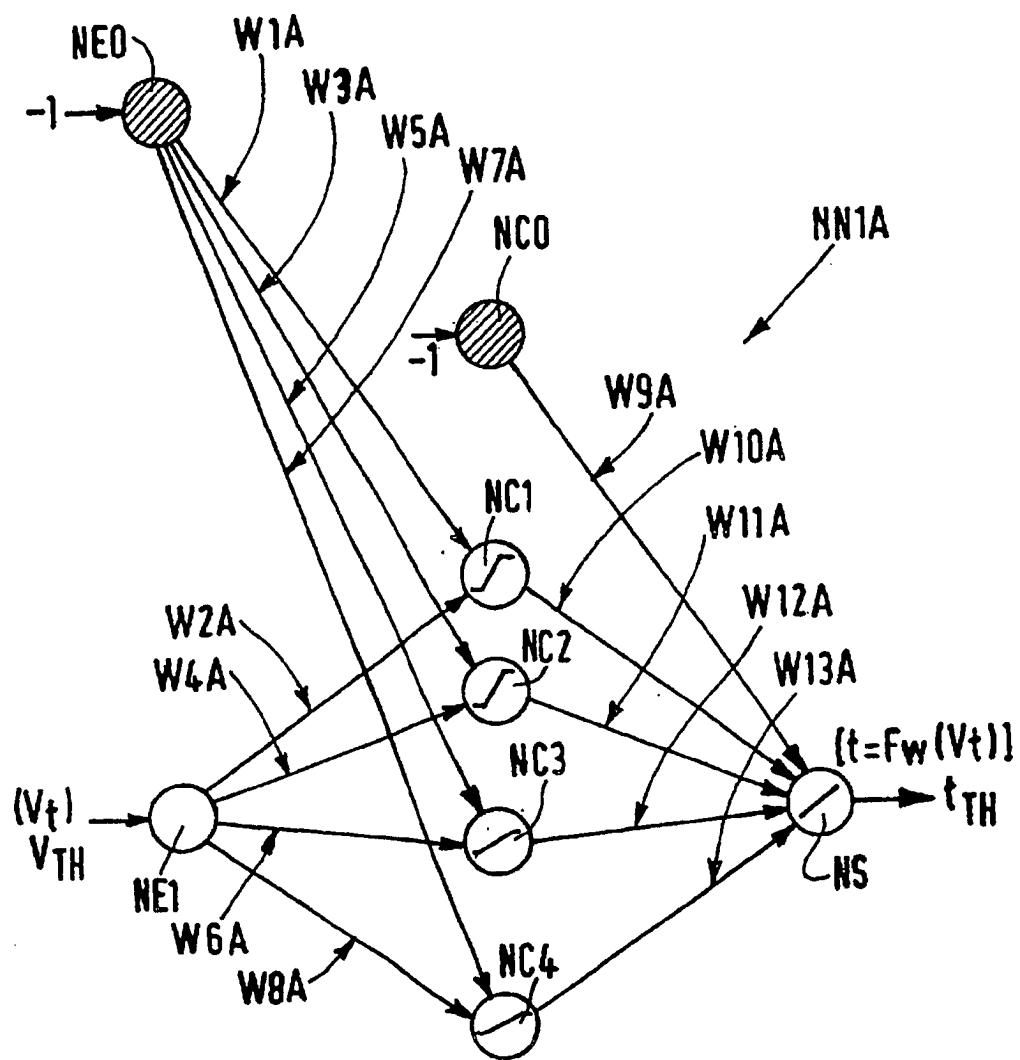 NE0
W1A
W3A
W5A
W7A
-1
NC0
NN1A
-1
W9A
W10A
NC1
W11A
W2A
W12A
W4A
NC2
W13A
NC3
[t=Fw(Vt)]
(Vt)
VTH
tTH
NE1
NS
W6A
W8A
NC4